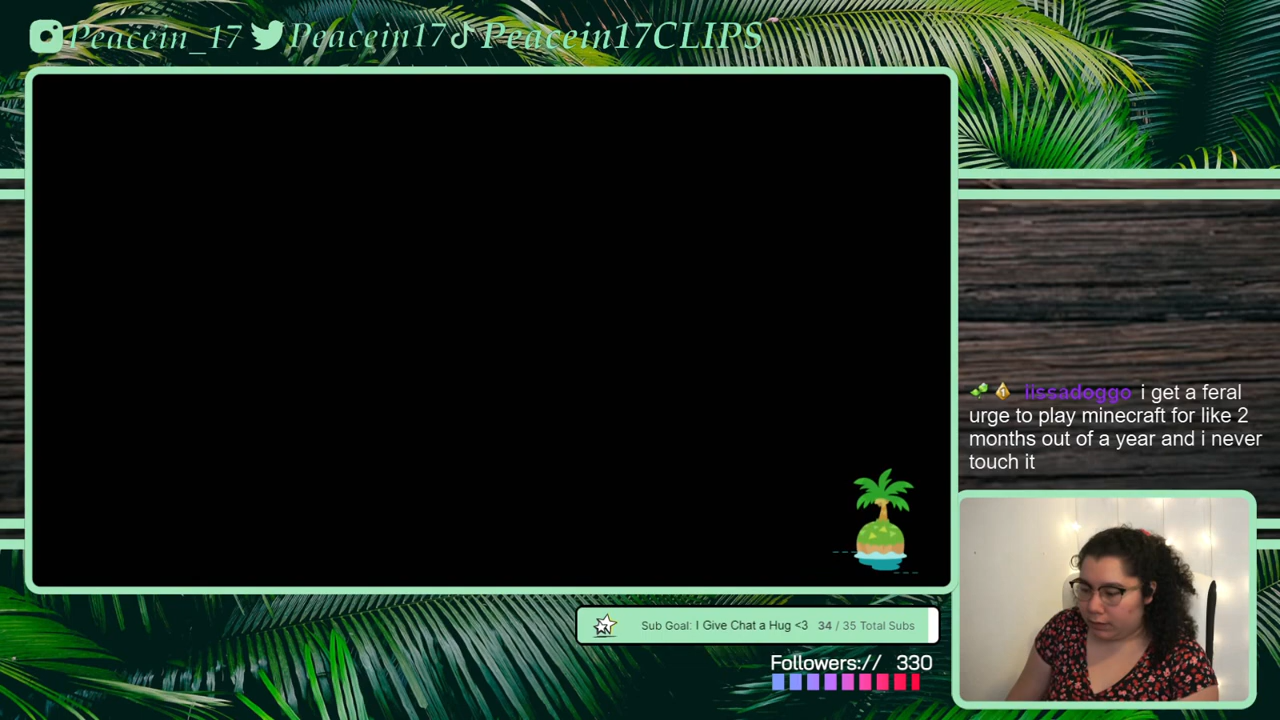 Peacein_17 Peacein17 Peacein17CLIPS
lissadoggo i get a feral
urge to play minecraft for like 2
months out of a year and i never
touch it
Sub Goal: I Give Chat a Hug <3 34 / 35 Total Subs
Followers:// 330